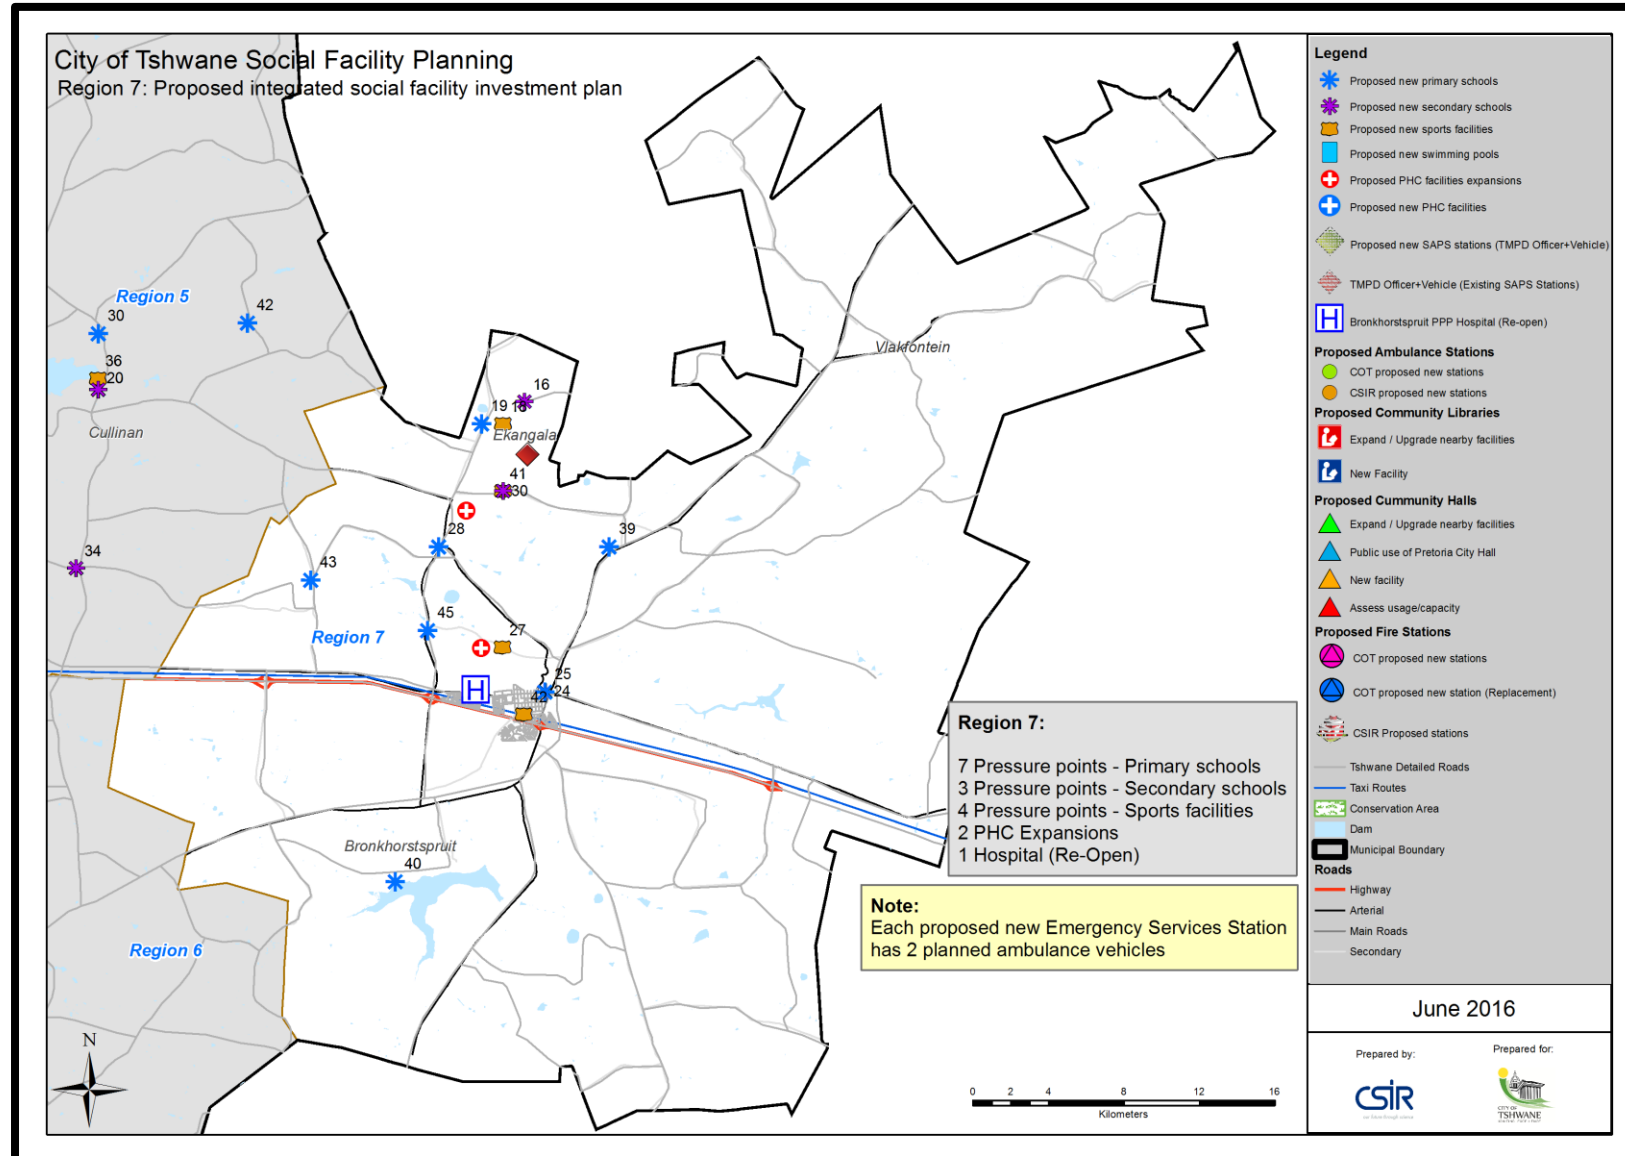 City of Tshwane Social Facility Planning
Region 7: Proposed integrated social facility investment plan
Region 5
42
30
36
20
Cullinan
34
16
19
Ekangala
41
30
28
39
43
45
Region 7
27
25
24
42
H
Vlakfontein
Bronkhorstspruit
40
Region 6
N
Region 7:
7 Pressure points - Primary schools
3 Pressure points - Secondary schools
4 Pressure points - Sports facilities
2 PHC Expansions
1 Hospital (Re-Open)
Note:
Each proposed new Emergency Services Station
has 2 planned ambulance vehicles
0 2 4 8 12 16
Kilometers
Legend
Proposed new primary schools
Proposed new secondary schools
Proposed new sports facilities
Proposed new swimming pools
Proposed PHC facilities expansions
Proposed new PHC facilities
Proposed new SAPS stations (TMPD Officer+Vehicle)
TMPD Officer+Vehicle (Existing SAPS Stations)
H Bronkhorstspruit PPP Hospital (Re-open)
Proposed Ambulance Stations
COT proposed new stations
CSIR proposed new stations
Proposed Community Libraries
Expand / Upgrade nearby facilities
New Facility
Proposed Cummunity Halls
Expand / Upgrade nearby facilities
Public use of Pretoria City Hall
New facility
Assess usage/capacity
Proposed Fire Stations
COT proposed new stations
COT proposed new station (Replacement)
CSIR Proposed stations
Tshwane Detailed Roads
Taxi Routes
Conservation Area
Dam
Municipal Boundary
Roads
Highway
Arterial
Main Roads
Secondary
June 2016
Prepared by:
Prepared for:
CSIR
CITY OF
TSHWANE